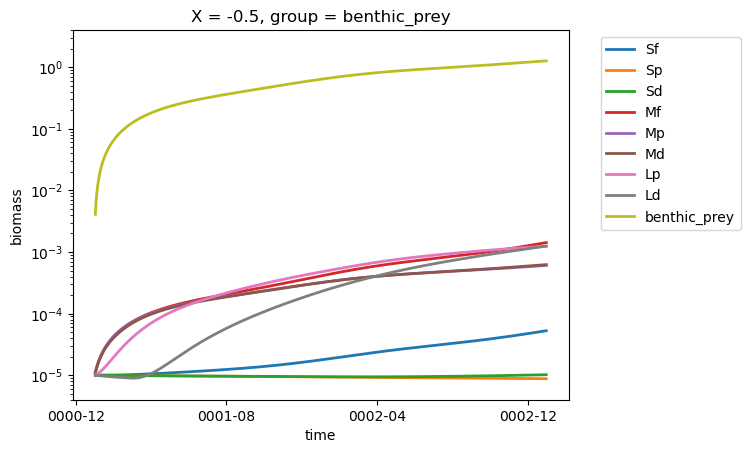 X = -0.5, group = benthic_prey
biomass
10^0
10^-1
10^-2
10^-3
10^-4
10^-5
0000-12
0001-08
0002-04
0002-12
time
Sf
Sp
Sd
Mf
Mp
Md
Lp
Ld
benthic_prey